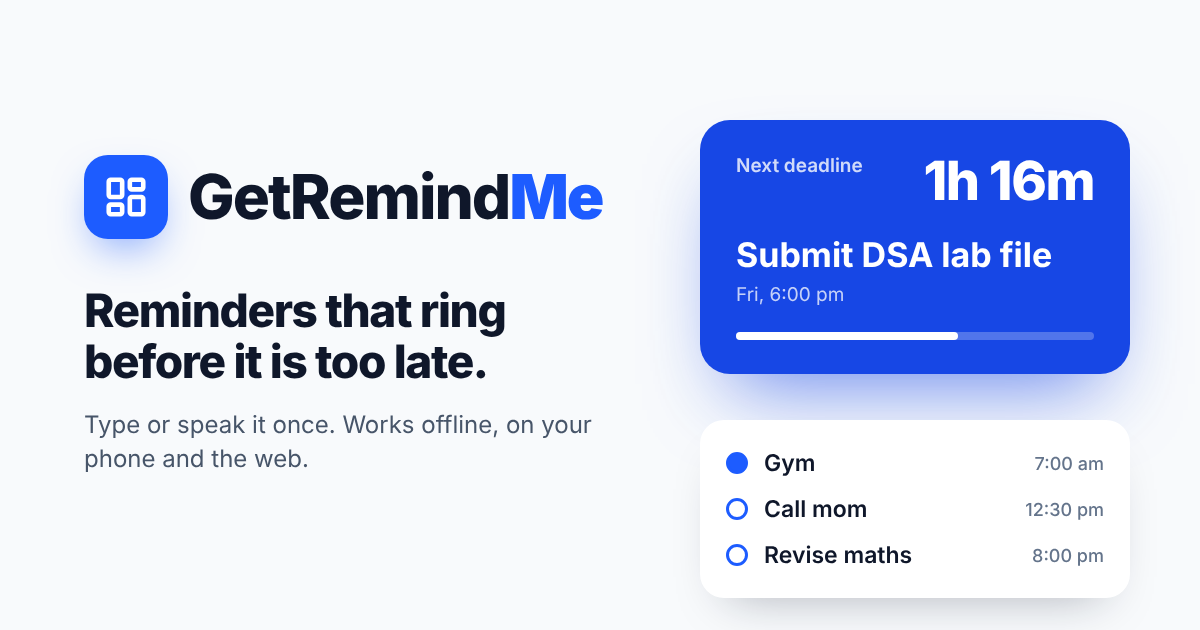 GetRemindMe
Reminders that ring
before it is too late.
Type or speak it once. Works offline, on your
phone and the web.
Next deadline
1h 16m
Submit DSA lab file
Fri, 6:00 pm
Gym 7:00 am
Call mom 12:30 pm
Revise maths 8:00 pm